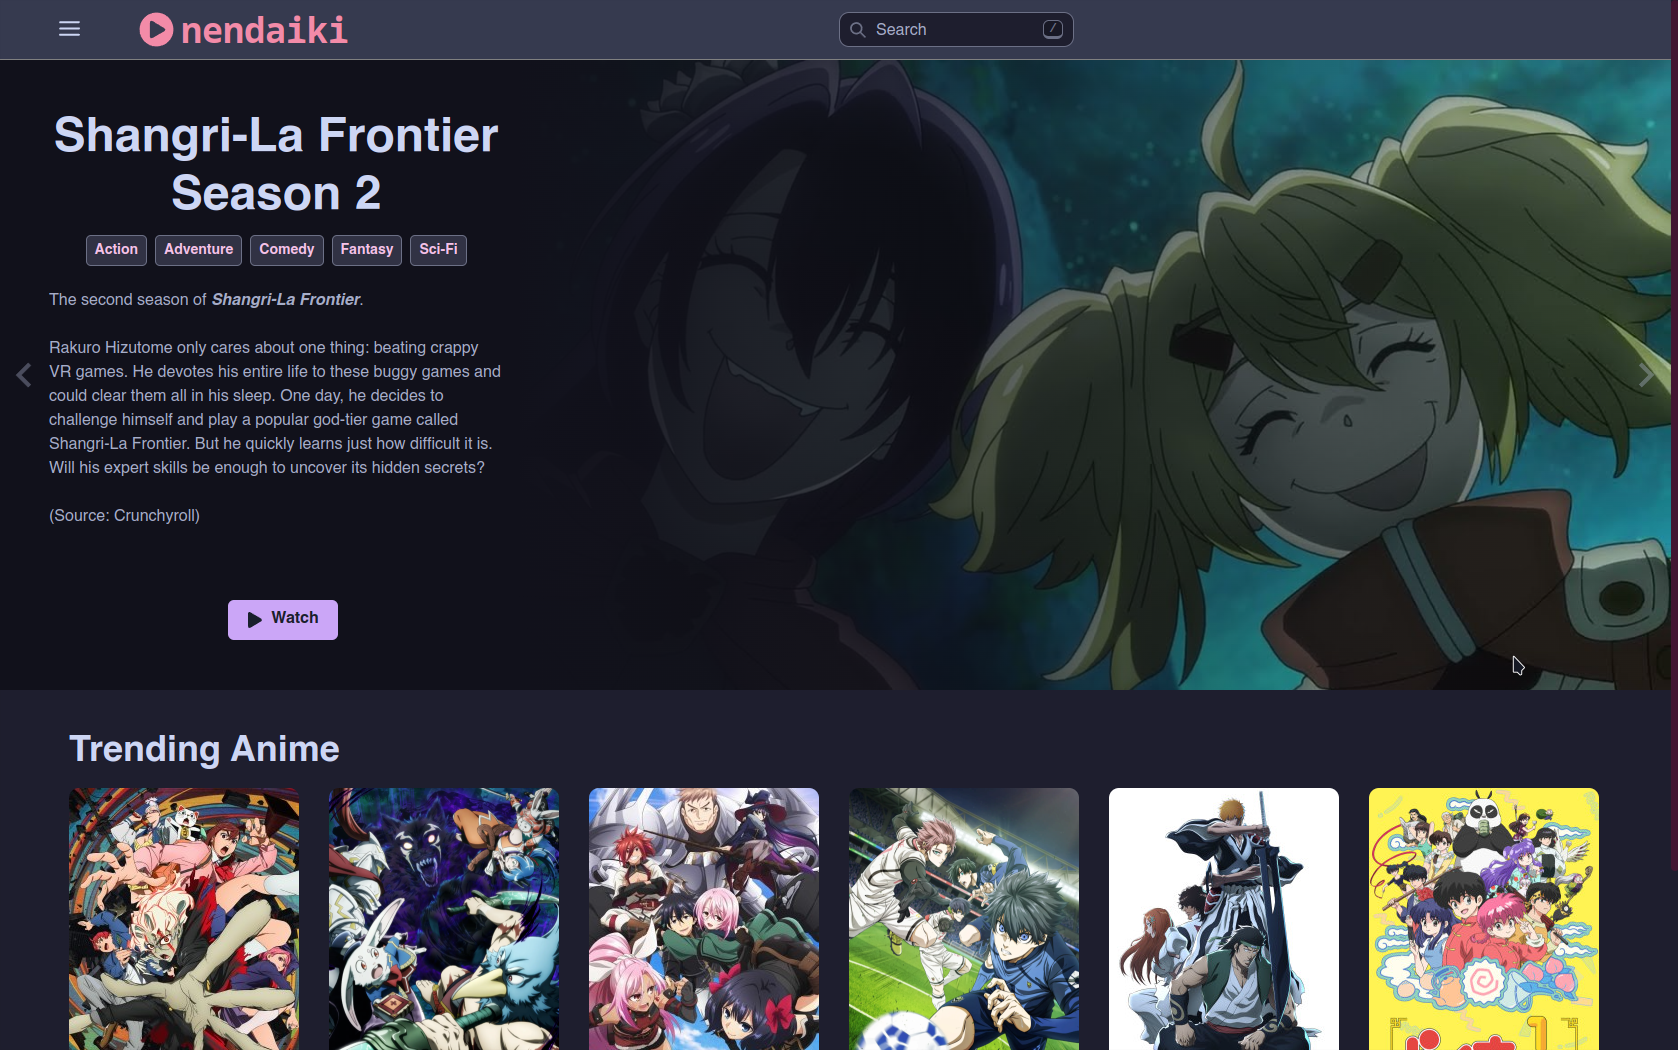 nendaiki
Search
/
Shangri-La Frontier
Season 2
Action Adventure Comedy Fantasy Sci-Fi
The second season of Shangri-La Frontier.
Rakuro Hizutome only cares about one thing: beating crappy
VR games. He devotes his entire life to these buggy games and
could clear them all in his sleep. One day, he decides to
challenge himself and play a popular god-tier game called
Shangri-La Frontier. But he quickly learns just how difficult it is.
Will his expert skills be enough to uncover its hidden secrets?
(Source: Crunchyroll)
Watch
Trending Anime